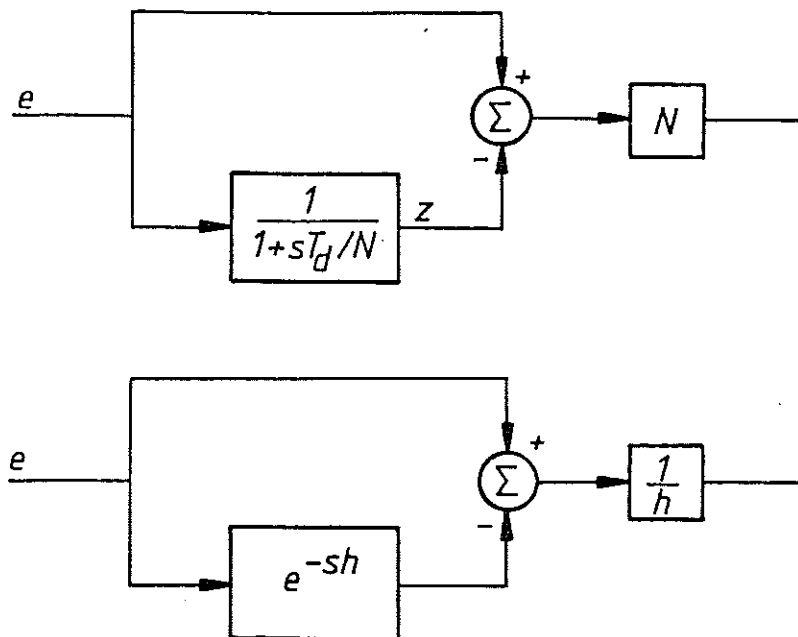 e
+
Σ
-
N
1
1+sT_d/N
z
e
+
Σ
-
1
h
e^{-sh}